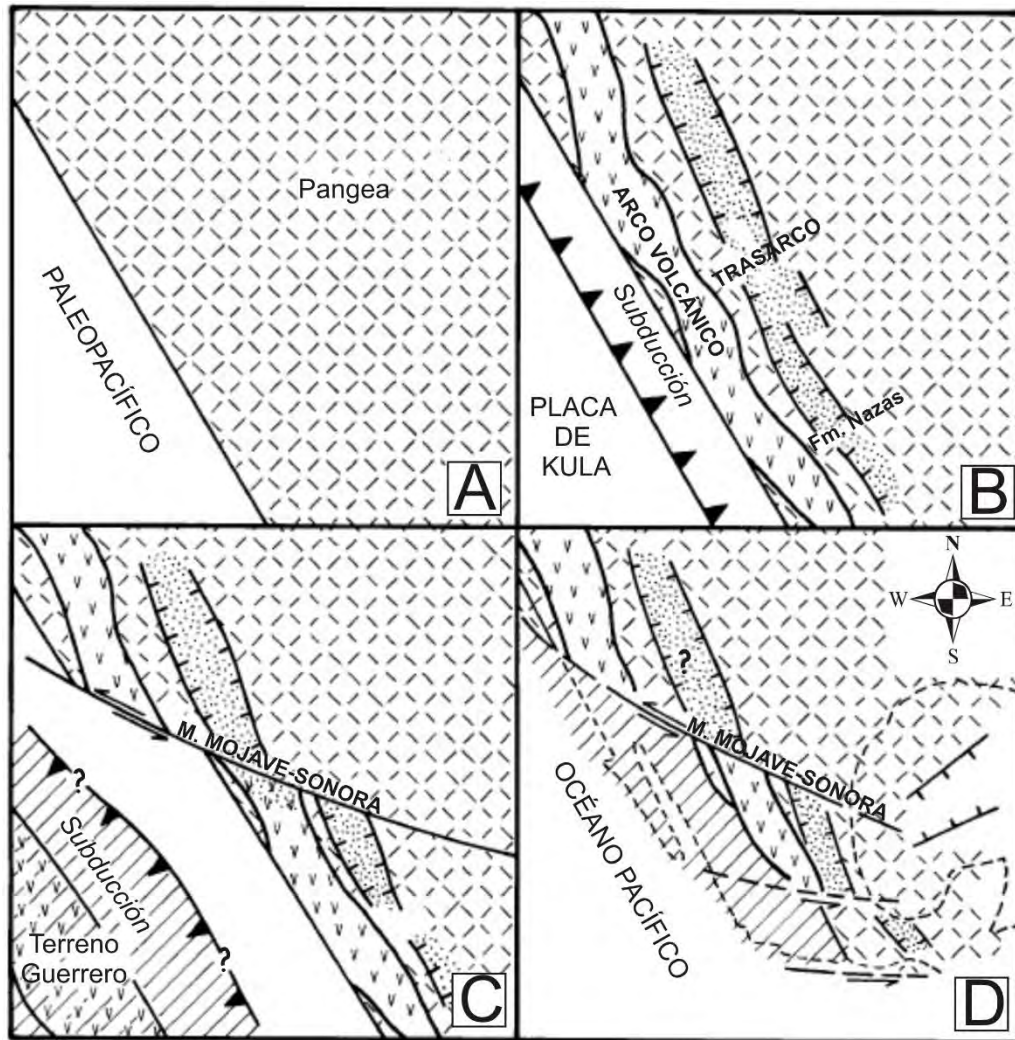 Pangea
PALEOPACÍFICO
A
ARCO VOLCÁNICO
TRASARCO
Subducción
PLACA
DE
KULA
Fm. Nazas
B
M. MOJAVE-SONORA
?
Subducción
?
Terreno
Guerrero
C
N
W
E
S
?
M. MOJAVE-SONORA
OCÉANO PACÍFICO
D